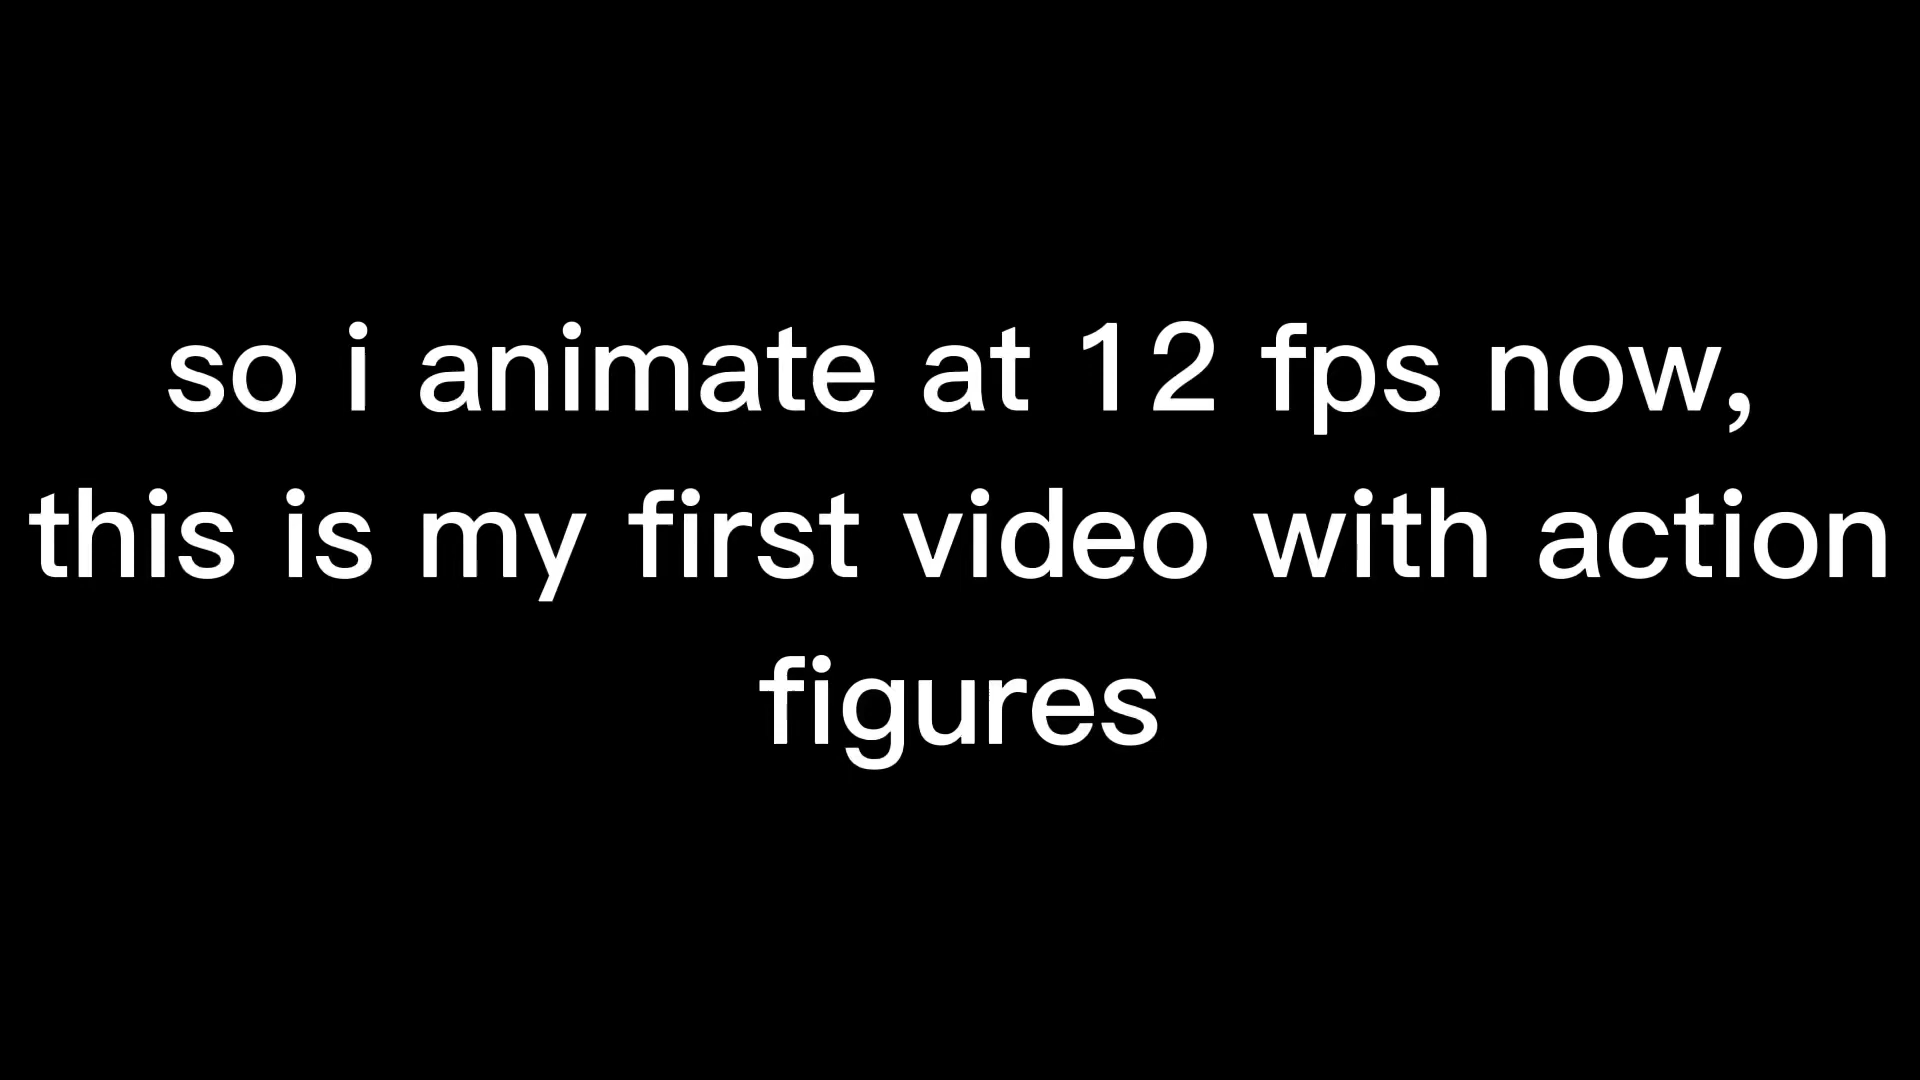 so i animate at 12 fps now,
this is my first video with action
figures